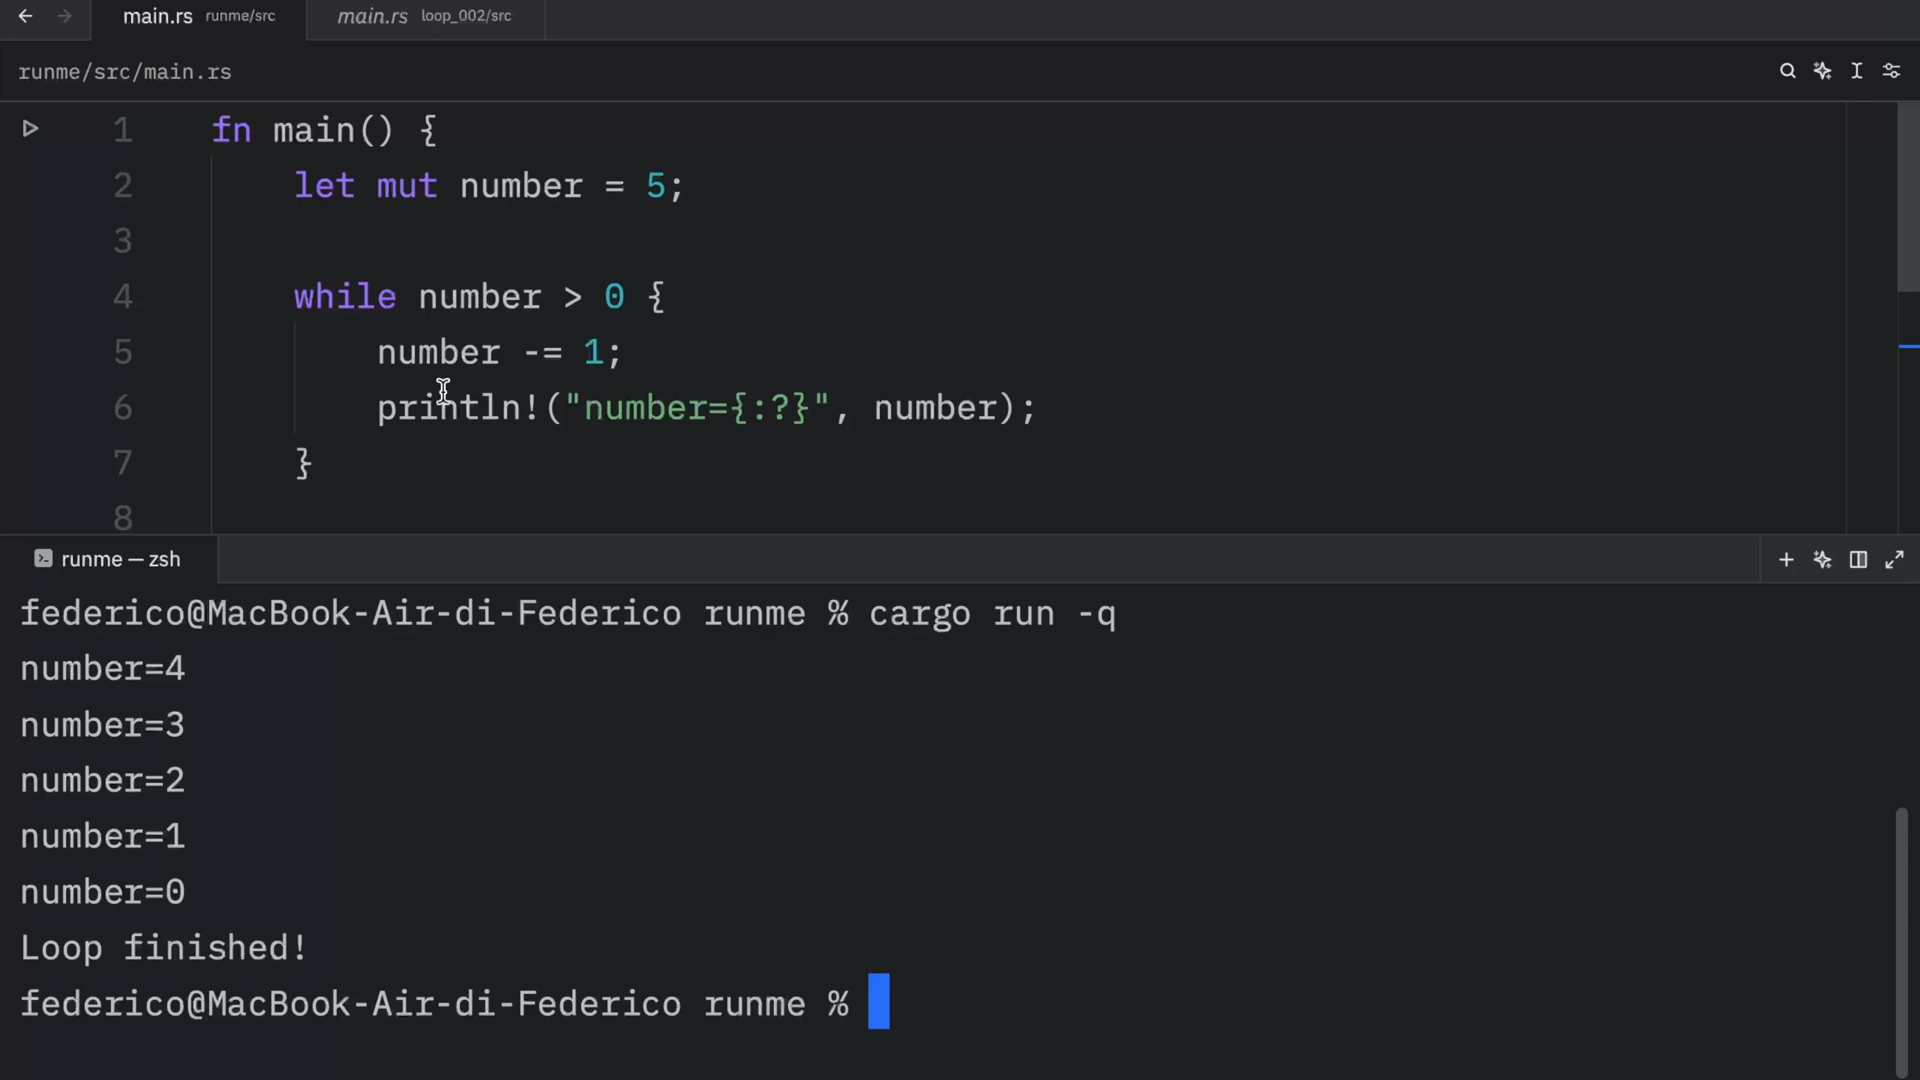 main.rs runme/src main.rs loop_002/src
runme/src/main.rs
1 fn main() {
2 let mut number = 5;
3
4 while number > 0 {
5 number -= 1;
6 println!("number={:?}", number);
7 }
8
runme — zsh
federico@MacBook-Air-di-Federico runme % cargo run -q
number=4
number=3
number=2
number=1
number=0
Loop finished!
federico@MacBook-Air-di-Federico runme %